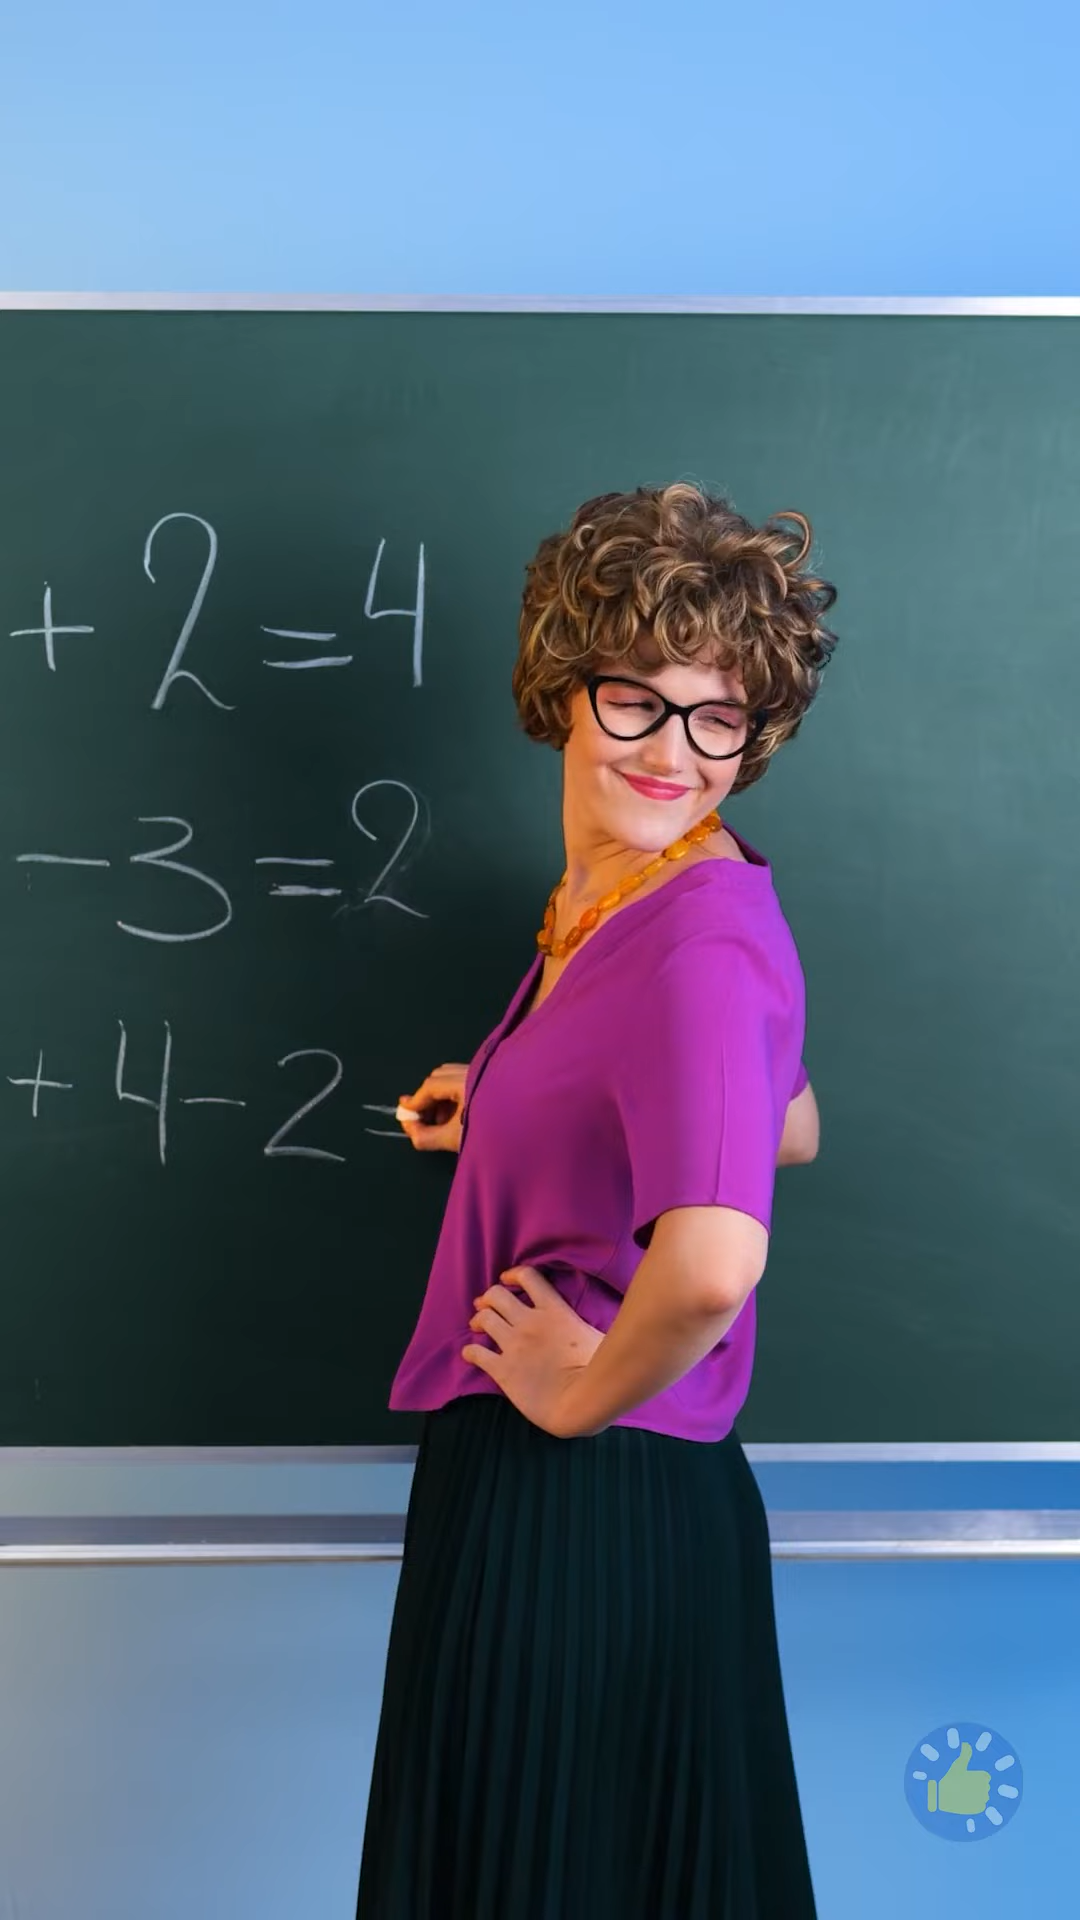 + 2 = 4
- 3 = 2
+ 4 - 2 =